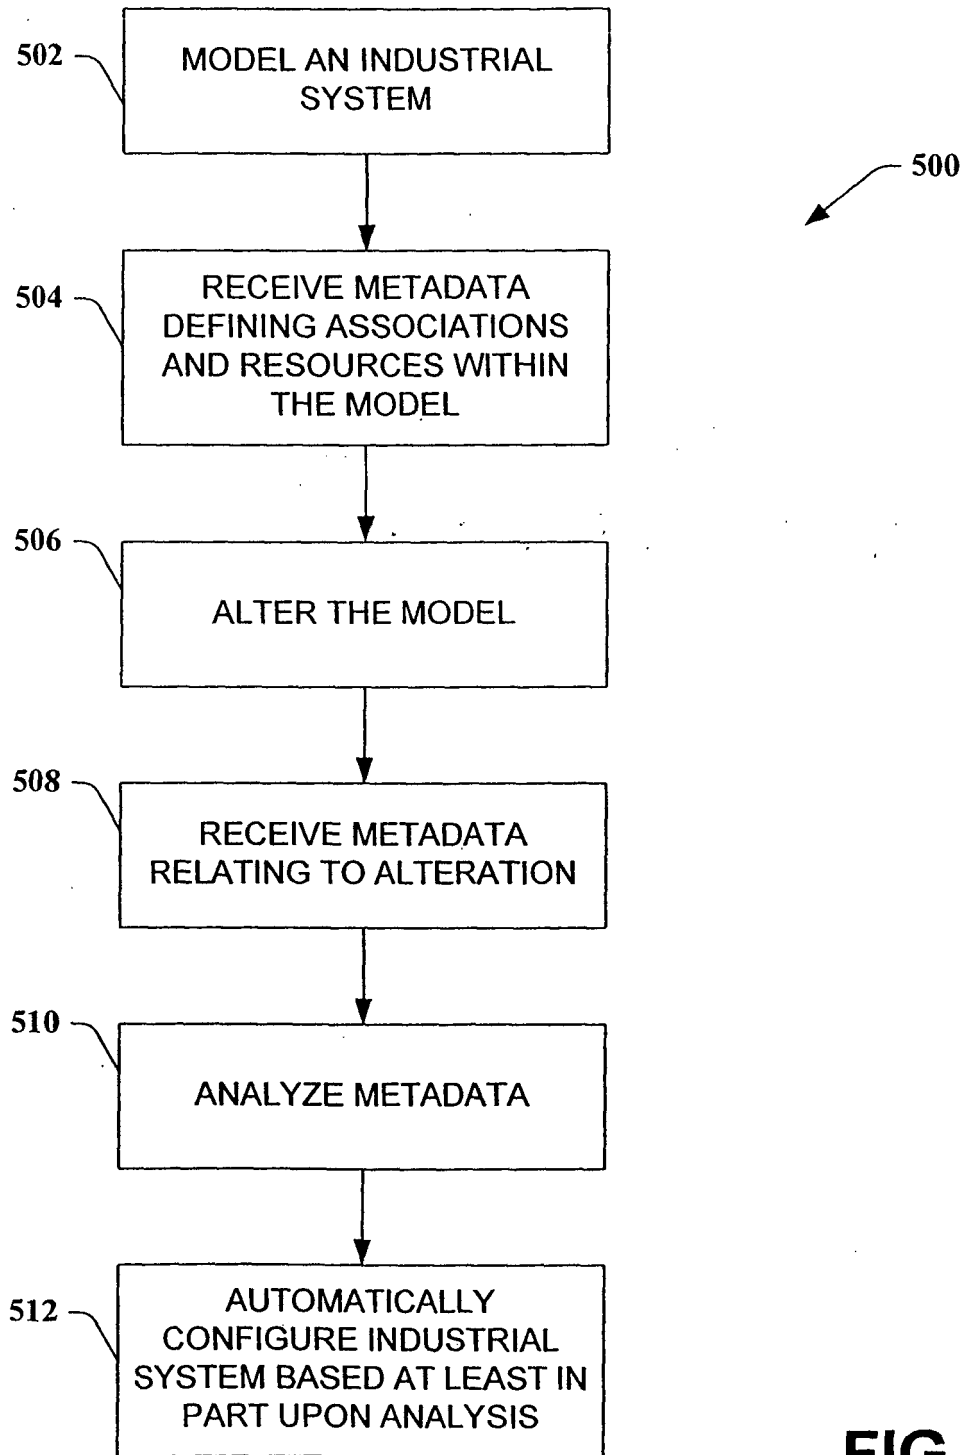 502
MODEL AN INDUSTRIAL
SYSTEM
500
504
RECEIVE METADATA
DEFINING ASSOCIATIONS
AND RESOURCES WITHIN
THE MODEL
506
ALTER THE MODEL
508
RECEIVE METADATA
RELATING TO ALTERATION
510
ANALYZE METADATA
512
AUTOMATICALLY
CONFIGURE INDUSTRIAL
SYSTEM BASED AT LEAST IN
PART UPON ANALYSIS
FIG